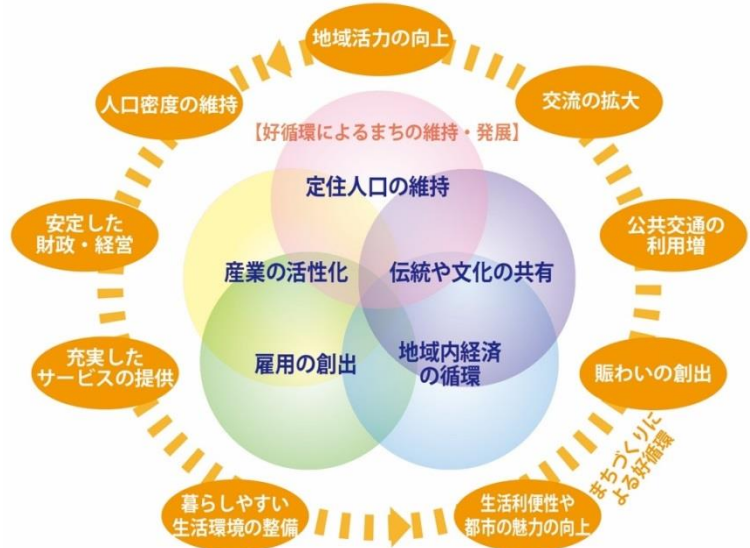 地域活力の向上
人口密度の維持
交流の拡大
【好循環によるまちの維持・発展】
定住人口の維持
安定した
財政・経営
公共交通の
利用増
産業の活性化
伝統や文化の共有
充実した
サービスの提供
雇用の創出
地域内経済
の循環
賑わいの創出
まちづくりに
よる好循環
暮らしやすい
生活環境の整備
生活利便性や
都市の魅力の向上